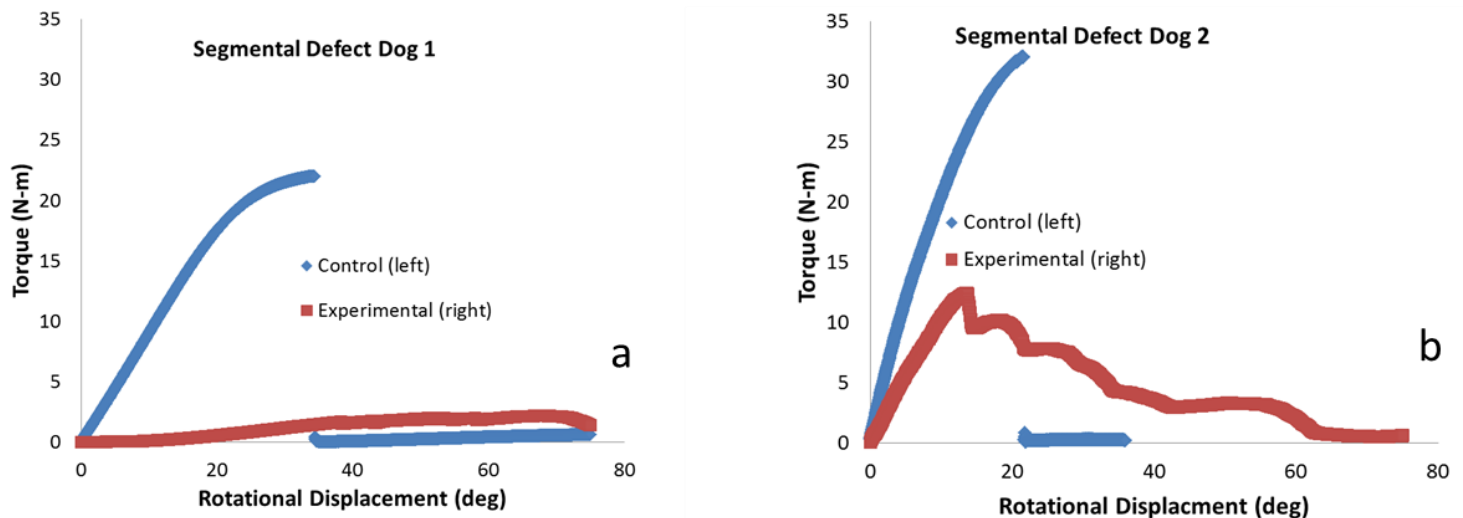 Segmental Defect Dog 1
35
30
25
20
15
10
5
0
Torque (N-m)
Control (left)
Experimental (right)
a
0 20 40 60 80
Rotational Displacement (deg)
Segmental Defect Dog 2
35
30
25
20
15
10
5
0
Torque (N-m)
Control (left)
Experimental (right)
b
0 20 40 60 80
Rotational Displacment (deg)